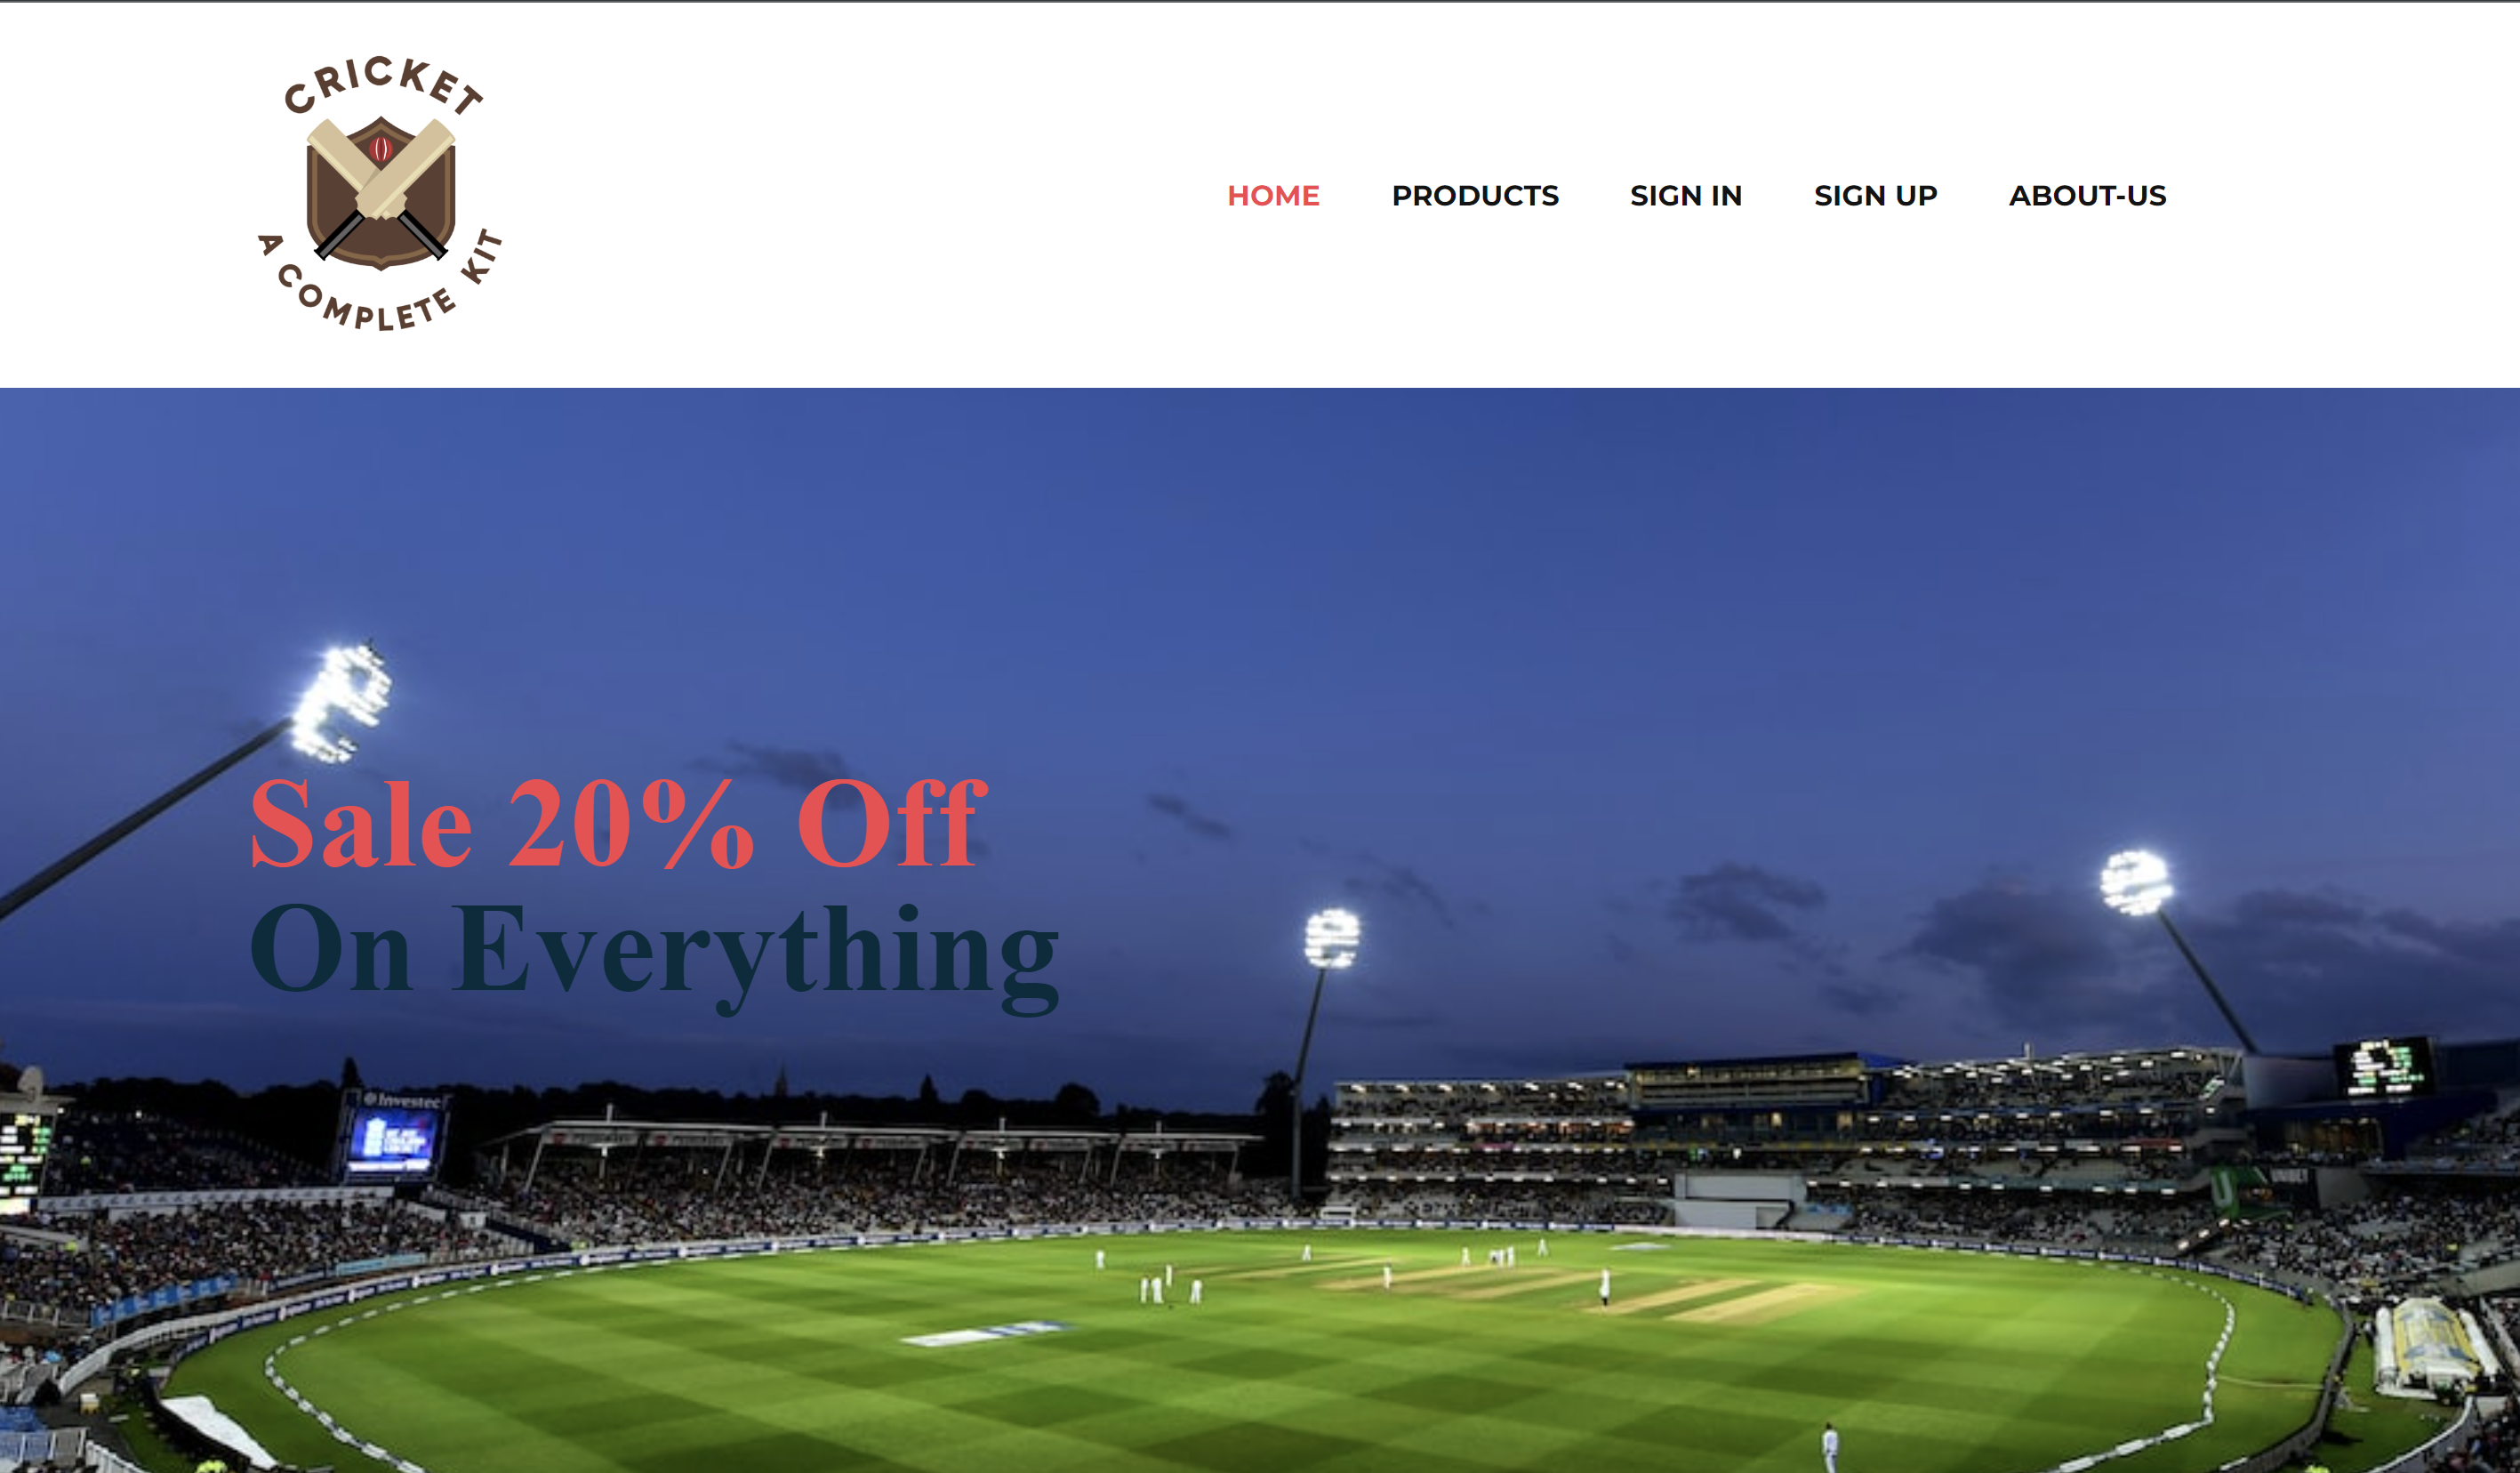 CRICKET
A COMPLETE KIT
HOME PRODUCTS SIGN IN SIGN UP ABOUT-US
Sale 20% Off
On Everything
Investec